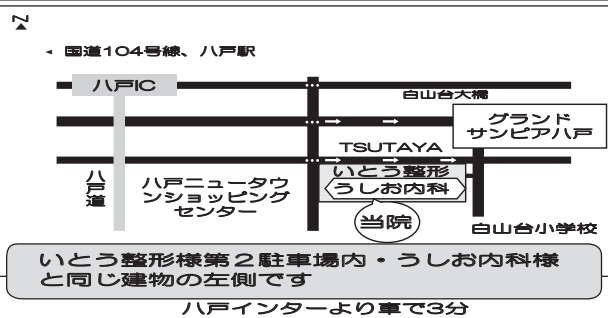 N
国道104号線、八戸駅
八戸IC
白山台大橋
グランド
サンピア八戸
TSUTAYA
いとう整形
うしお内科
八戸道
八戸ニュータウ
ンショッピング
センター
当院
白山台小学校
いとう整形様第2駐車場内・うしお内科様
と同じ建物の左側です
八戸インターより車で3分